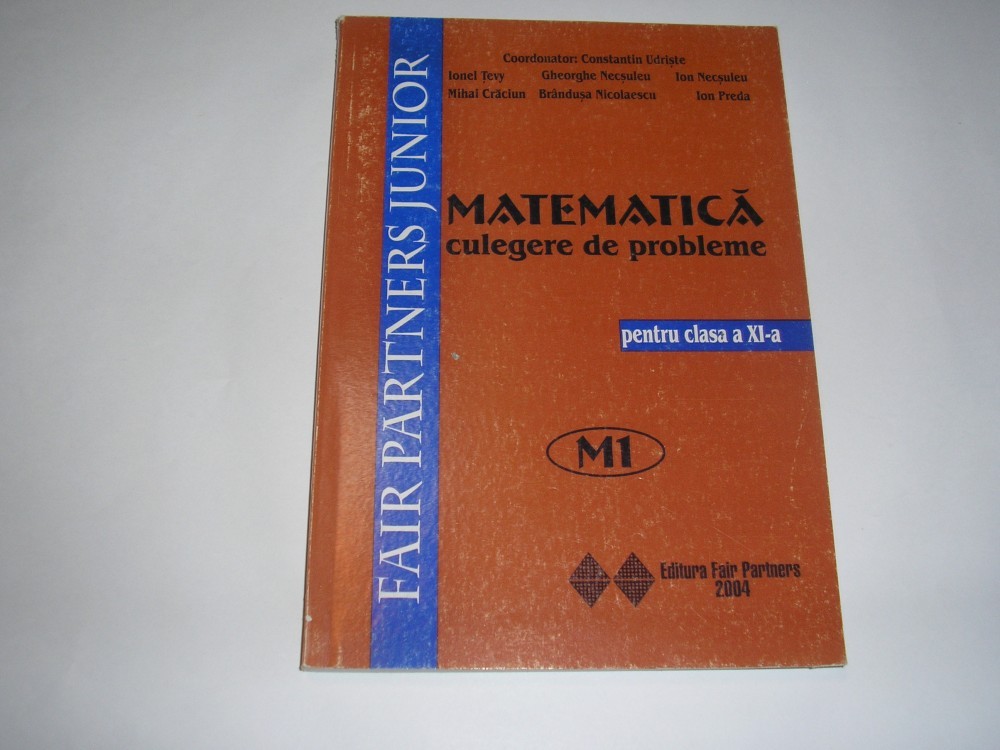 Coordonator: Constantin Udriște
Ionel Țevy Gheorghe Necșuleu Ion Necșuleu
Mihai Crăciun Brândușa Nicolaescu Ion Preda
FAIR PARTNERS JUNIOR
MATEMATICĂ
culegere de probleme
pentru clasa a XI-a
M1
Editura Fair Partners
2004